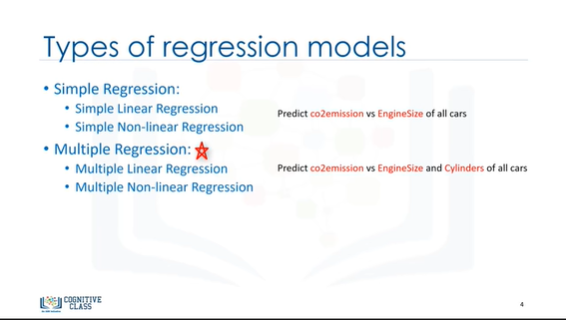 Types of regression models
• Simple Regression:
• Simple Linear Regression
• Simple Non-linear Regression
Predict co2emission vs EngineSize of all cars
• Multiple Regression:
• Multiple Linear Regression
• Multiple Non-linear Regression
Predict co2emission vs EngineSize and Cylinders of all cars
COGNITIVE
CLASS
4